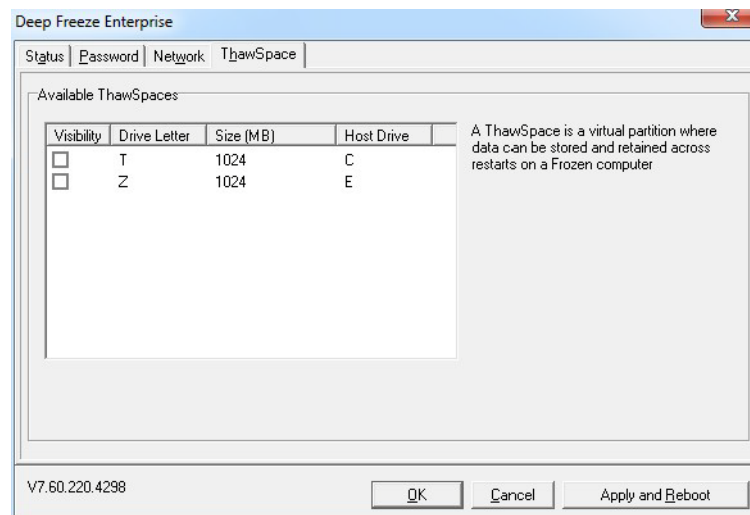 Deep Freeze Enterprise
Status Password Network ThawSpace
Available ThawSpaces
Visibility Drive Letter Size (MB) Host Drive
T 1024 C
Z 1024 E
A ThawSpace is a virtual partition where
data can be stored and retained across
restarts on a Frozen computer
V7.60.220.4298
OK Cancel Apply and Reboot